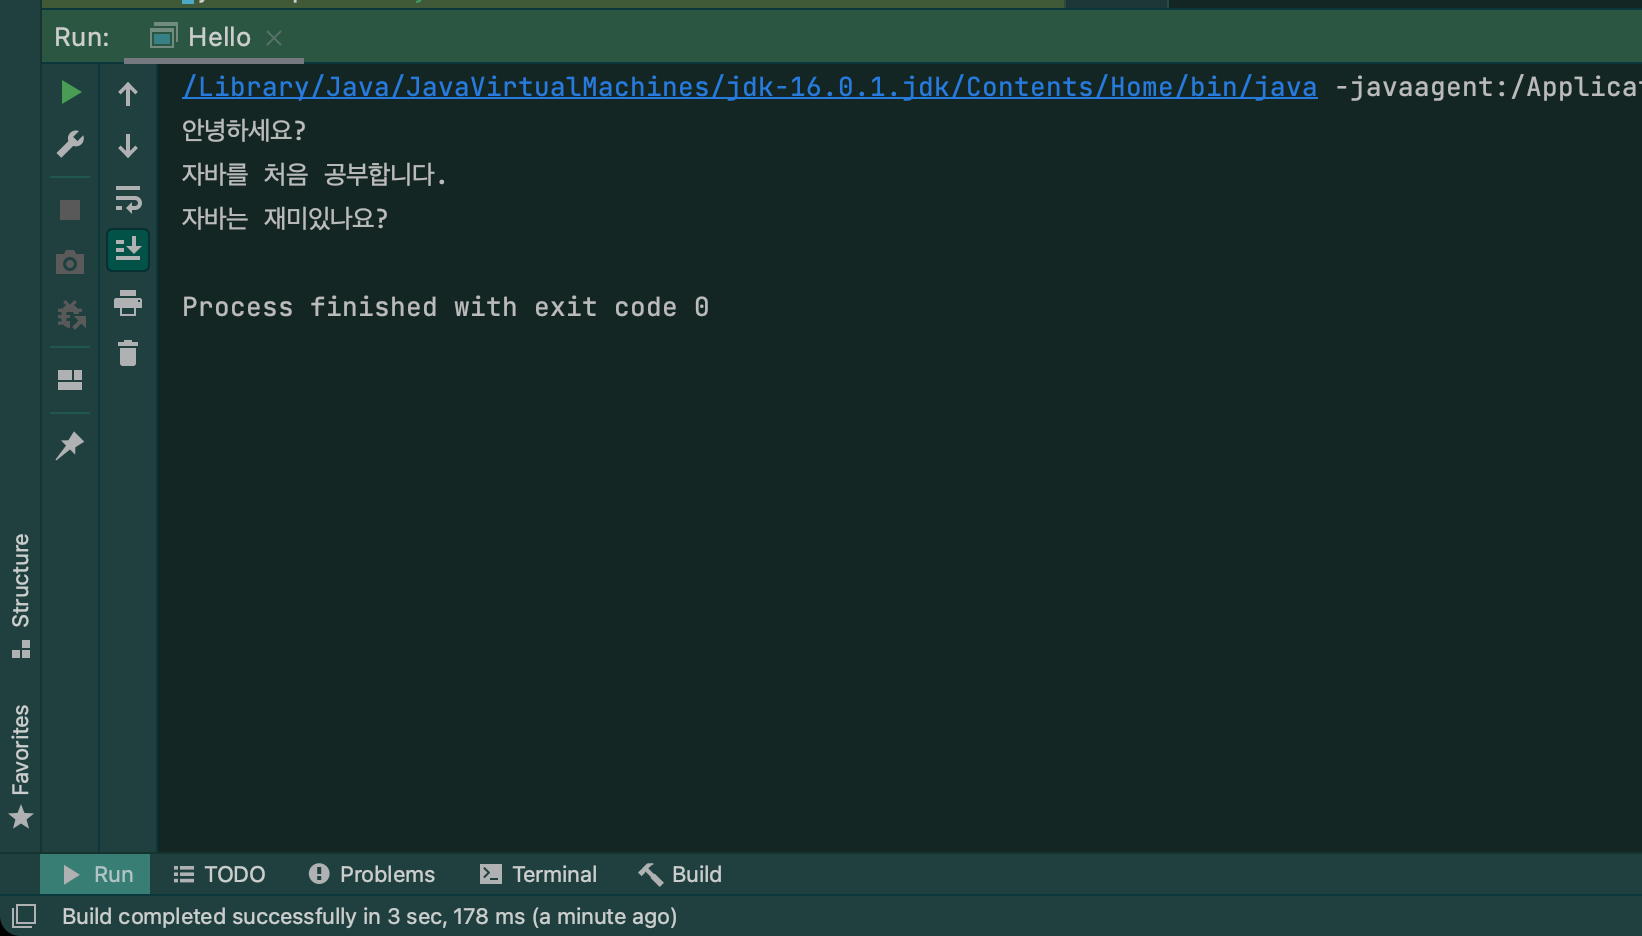 Run: Hello
/Library/Java/JavaVirtualMachines/jdk-16.0.1.jdk/Contents/Home/bin/java -javaagent:/Applicat
안녕하세요?
자바를 처음 공부합니다.
자바는 재미있나요?
Process finished with exit code 0
Structure
Favorites
Run TODO Problems Terminal Build
Build completed successfully in 3 sec, 178 ms (a minute ago)